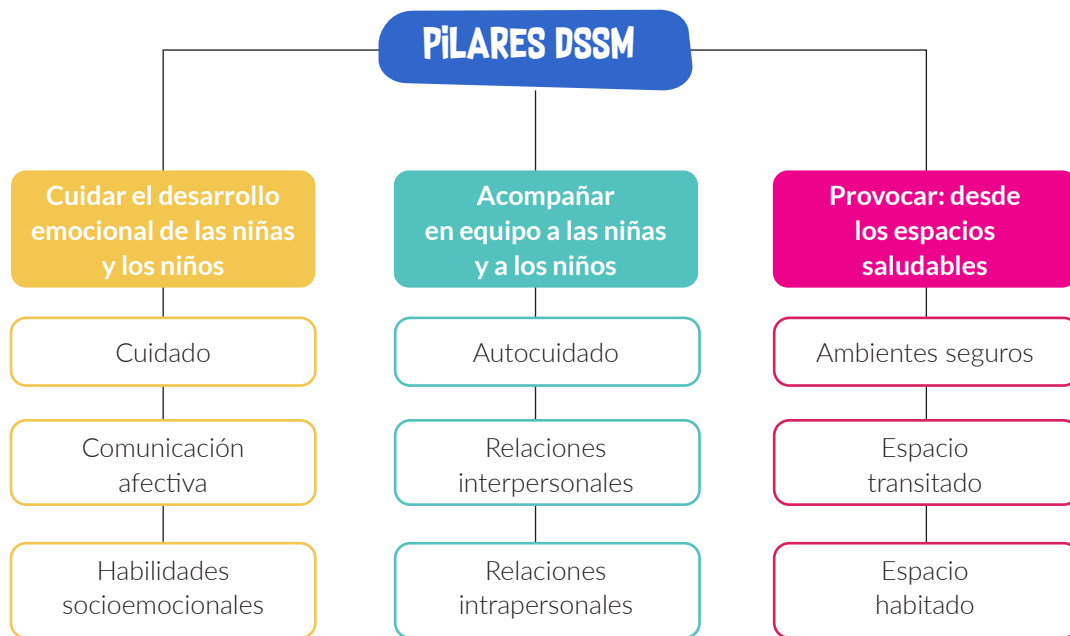 PiLARES DSSM
Cuidar el desarrollo
emocional de las niñas
y los niños
Cuidado
Comunicación
afectiva
Habilidades
socioemocionales
Acompañar
en equipo a las niñas
y a los niños
Autocuidado
Relaciones
interpersonales
Relaciones
intrapersonales
Provocar: desde
los espacios
saludables
Ambientes seguros
Espacio
transitado
Espacio
habitado